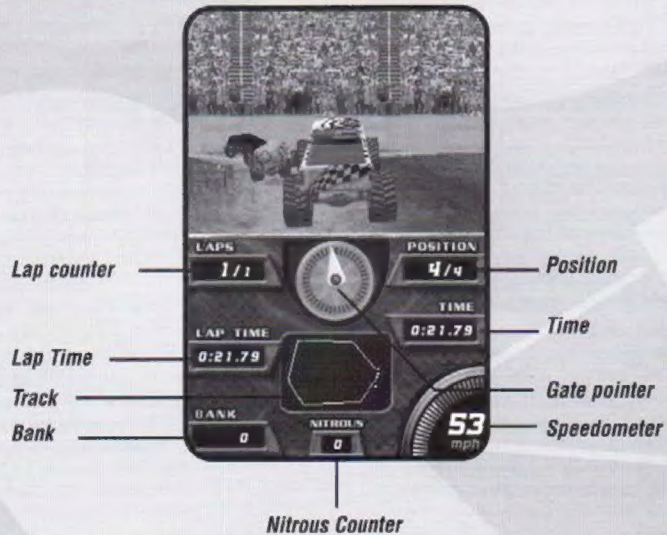 LAPS
1/1
POSITION
4/4
Lap counter
Position
TIME
0:21.79
Time
LAP TIME
0:21.79
Lap Time
Gate pointer
Track
BANK
0
Bank
NITROUS
0
53
mph
Speedometer
Nitrous Counter